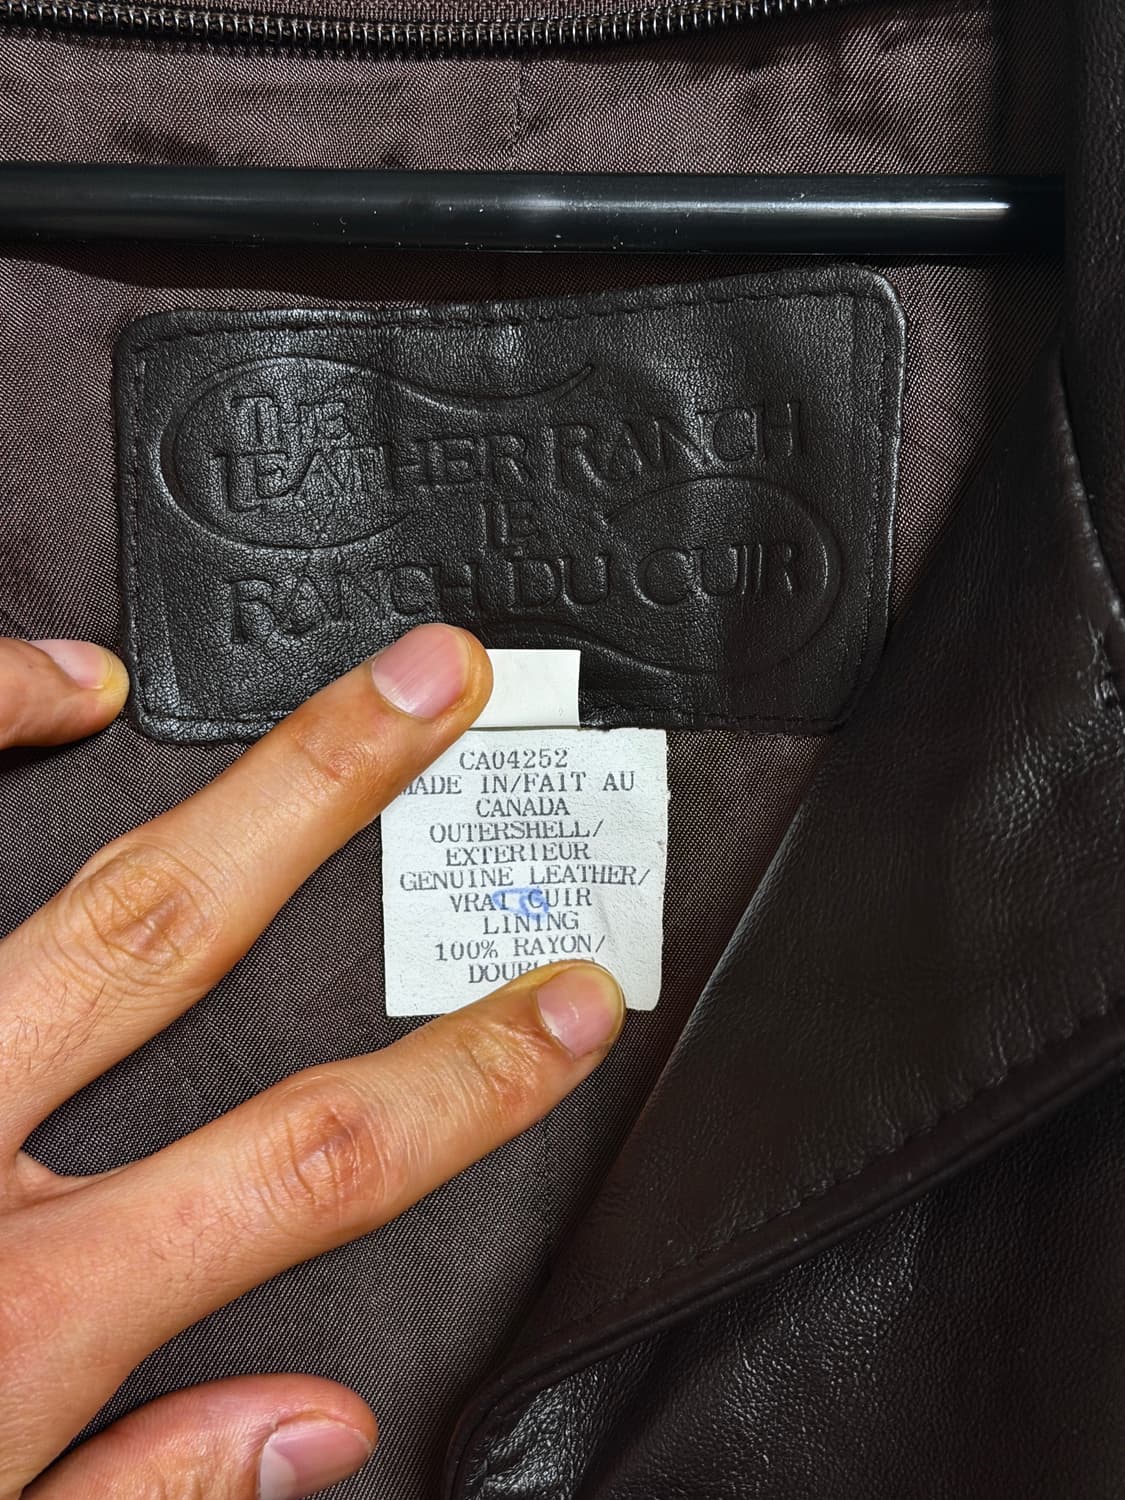 THE
LEATHER RANCH
LE
RANCH DU CUIR
CA04252
MADE IN/FAIT AU
CANADA
OUTERSHELL/
EXTERIEUR
GENUINE LEATHER/
VRAI CUIR
LINING
100% RAYON/